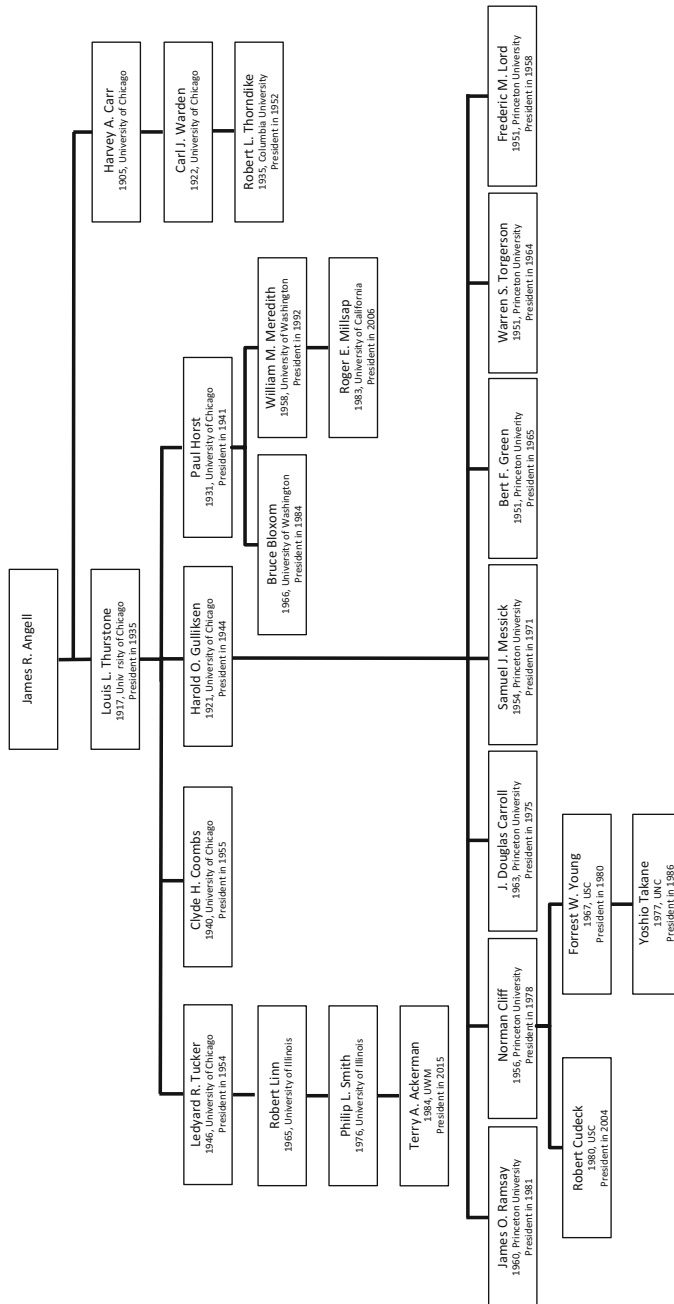 James R. Angell
Louis L. Thurstone
1917, Univ rsity of Chicago
President in 1935
Harvey A. Carr
1905, University of Chicago
Ledyard R. Tucker
1946, University of Chicago
President in 1954
Clyde H. Coombs
1940, University of Chicago
President in 1955
Harold O. Gulliksen
1921, University of Chicago
President in 1944
Paul Horst
1931, University of Chicago
President in 1941
Carl J. Warden
1922, University of Chicago
Robert Linn
1965, University of Illinois
Bruce Bloxom
1966, University of Washington
President in 1984
William M. Meredith
1958, University of Washington
President in 1992
Robert L. Thorndike
1935, Columbia University
President in 1952
Philip L. Smith
1976, University of Illinois
Roger E. Millsap
1983, University of California
President in 2006
Terry A. Ackerman
1984, UWM
President in 2015
James O. Ramsay
1960, Princeton University
President in 1981
Norman Cliff
1956, Princeton University
President in 1978
J. Douglas Carroll
1963, Princeton University
President in 1975
Samuel J. Messick
1954, Princeton University
President in 1971
Bert F. Green
1951, Princeton Univerity
President in 1965
Warren S. Torgerson
1951, Princeton University
President in 1964
Frederic M. Lord
1951, Princeton University
President in 1958
Robert Cudeck
1980, USC
President in 2004
Forrest W. Young
1967, USC
President in 1980
Yoshio Takane
1977, UNC
President in 1986